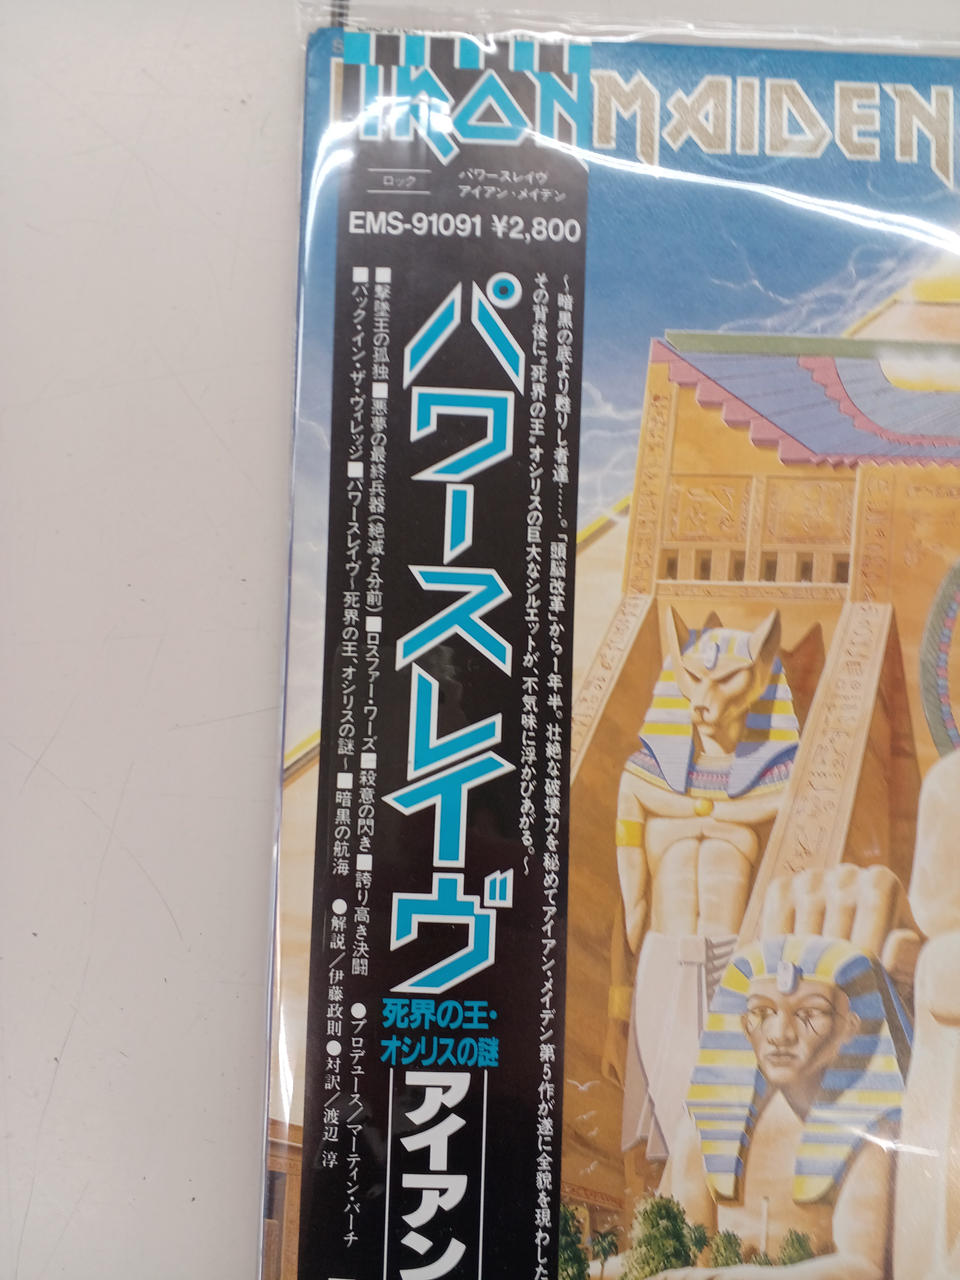 IRON MAIDEN
ロック
パワースレイヴ
アイアン・メイデン
EMS-91091 ¥2,800
〜暗黒の底より甦りし者達……。「頭脳改革」から1年半。壮絶な破壊力を秘めてアイアン・メイデン第5作が遂に全貌を現わした
その背後に"死界の王"オシリスの巨大なシルエットが、不気味に浮かびあがる。〜
パワースレイヴ
死界の王・
オシリスの謎
アイアン
■撃墜王の孤独■悪夢の最終兵器(絶滅2分前)■ロスファー・ワーズ■殺意の閃き■誇り高き決闘
■バック・イン・ザ・ヴィレッジ■パワースレイヴ〜死界の王、オシリスの謎〜■暗黒の航海
●プロデュース/マーティン・バーチ
●解説/伊藤政則●対訳/渡辺 淳